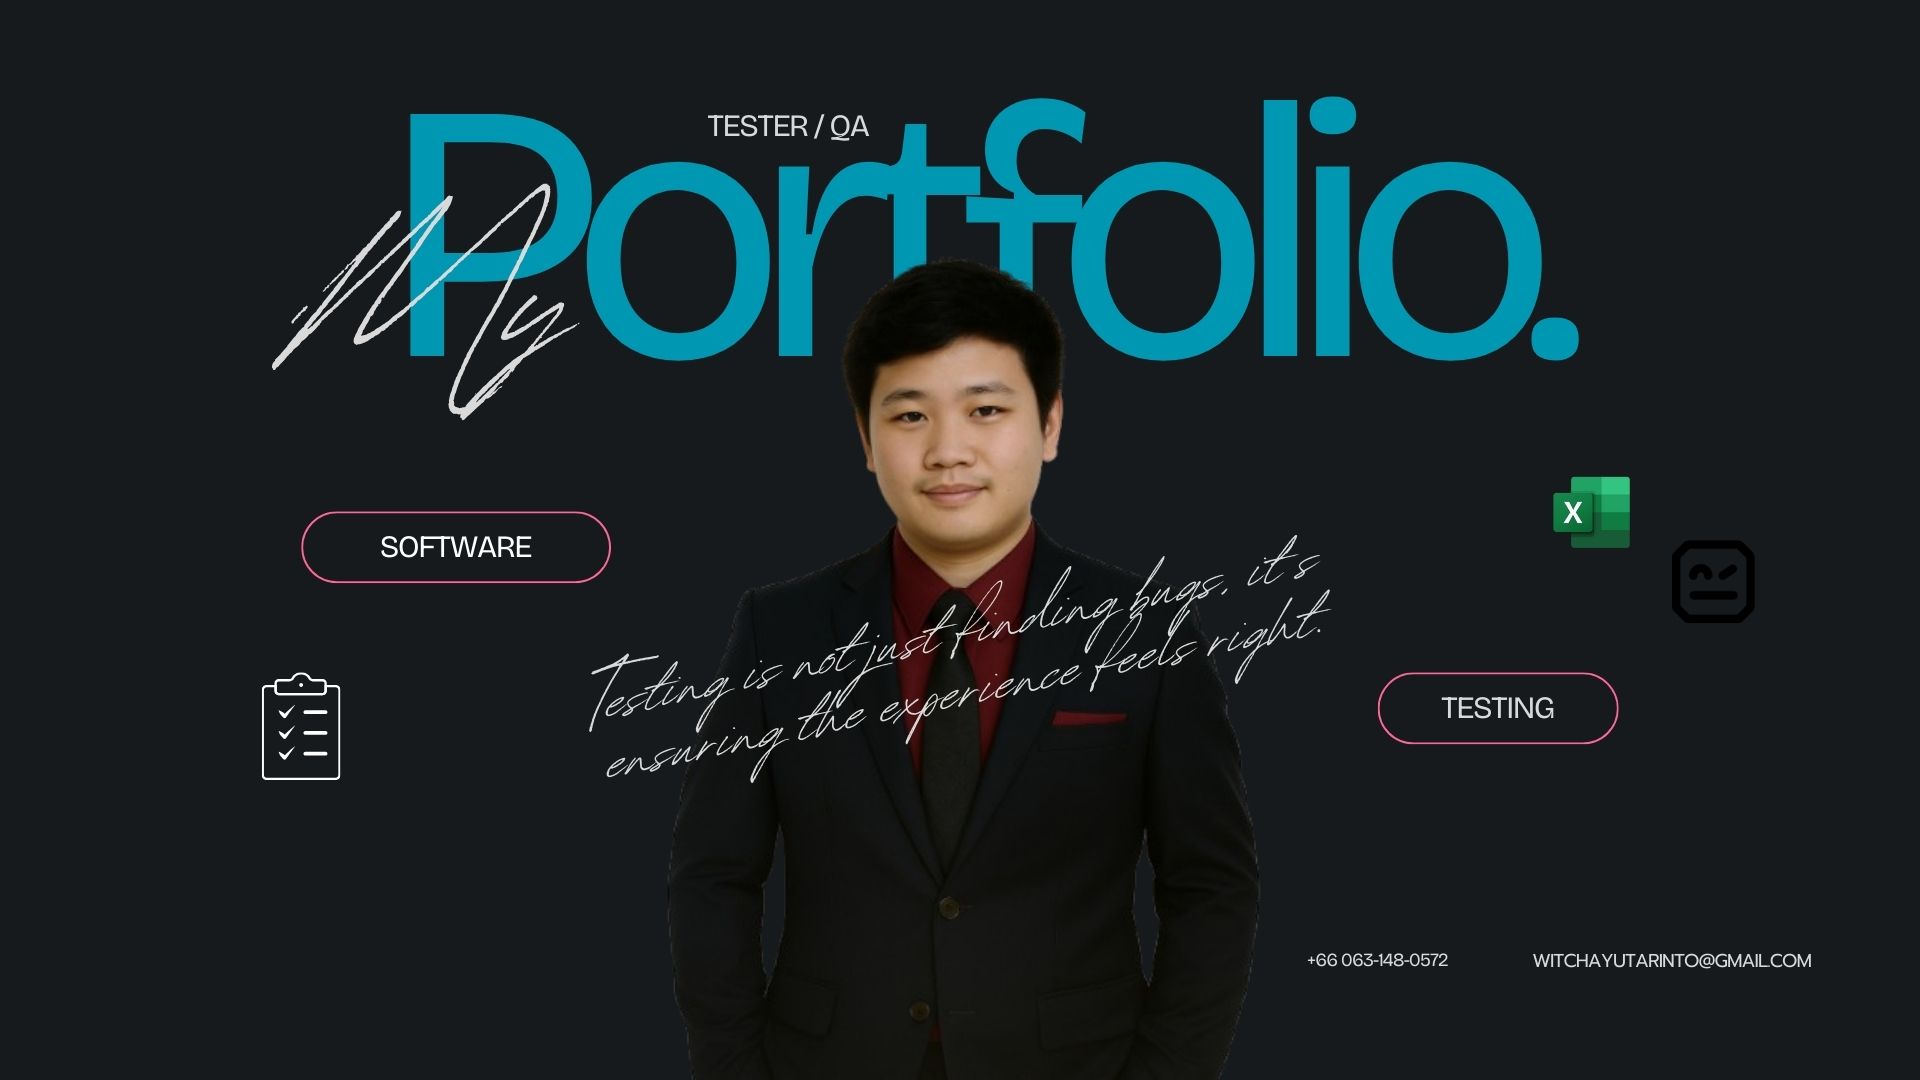 TESTER / QA
My
Portfolio.
SOFTWARE
X
Testing is not just finding bugs, it's
ensuring the experience feels right.
TESTING
+66 063-148-0572
WITCHAYUTARINTO@GMAIL.COM